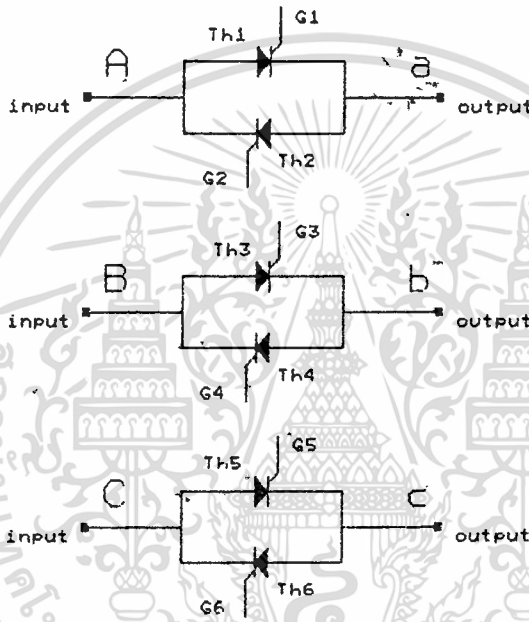 G1
Th1
A a
input output
Th2
G2
G3
Th3
B b
input output
G4 Th4
G5
Th5
C c
input output
Th6
G6